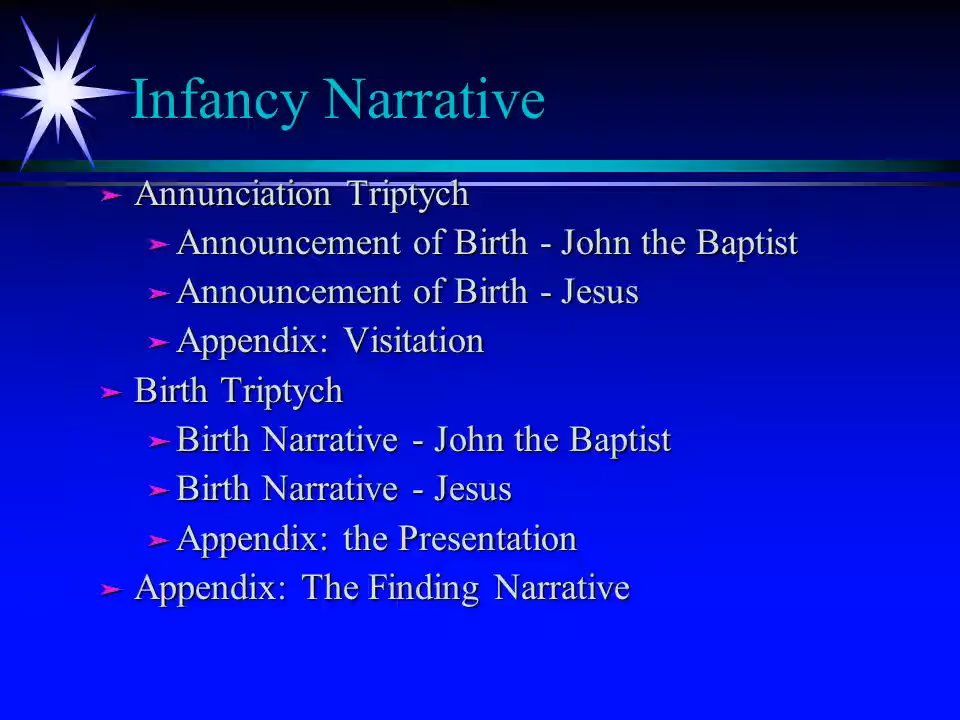 Infancy Narrative
➢ Annunciation Triptych
➢ Announcement of Birth - John the Baptist
➢ Announcement of Birth - Jesus
➢ Appendix: Visitation
➢ Birth Triptych
➢ Birth Narrative - John the Baptist
➢ Birth Narrative - Jesus
➢ Appendix: the Presentation
➢ Appendix: The Finding Narrative